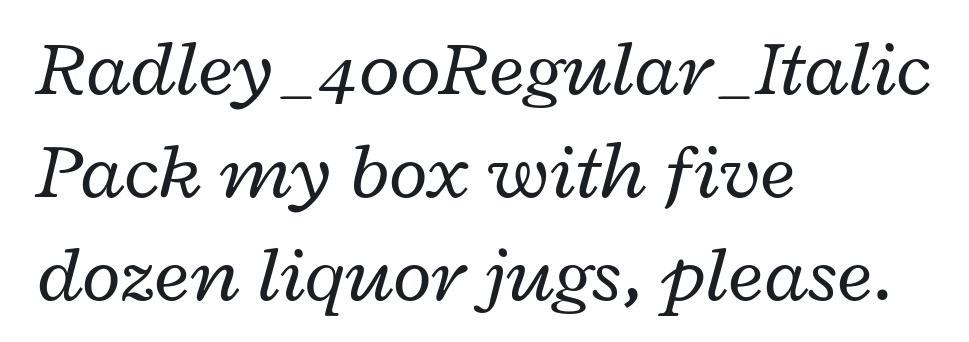 Radley_400Regular_Italic
Pack my box with five
dozen liquor jugs, please.